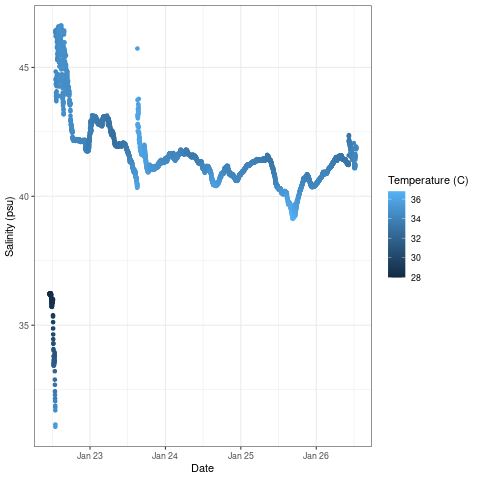 45
40
35
Salinity (psu)
Jan 23
Jan 24
Jan 25
Jan 26
Date
Temperature (C)
36
34
32
30
28